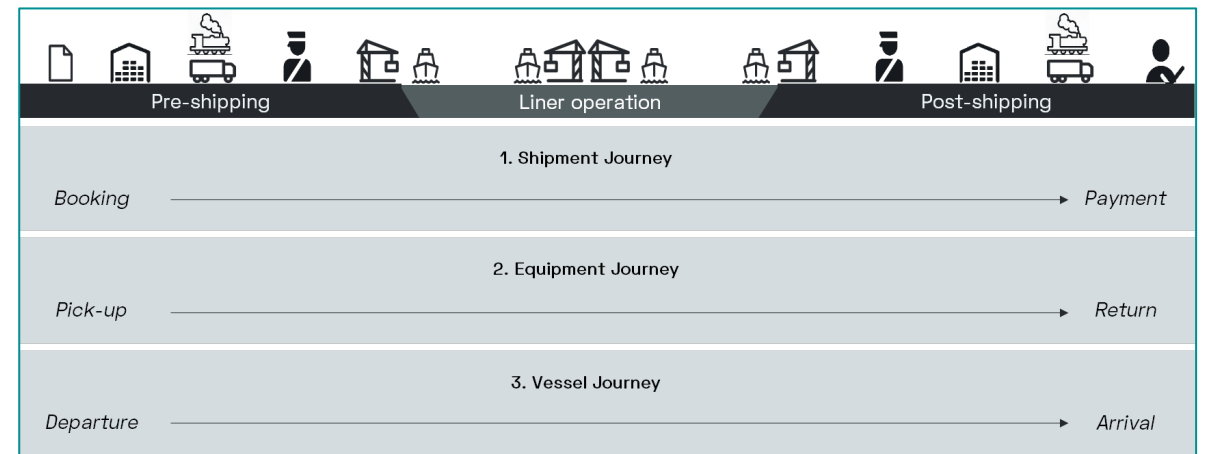 Pre-shipping
Liner operation
Post-shipping
1. Shipment Journey
Booking
Payment
2. Equipment Journey
Pick-up
Return
3. Vessel Journey
Departure
Arrival